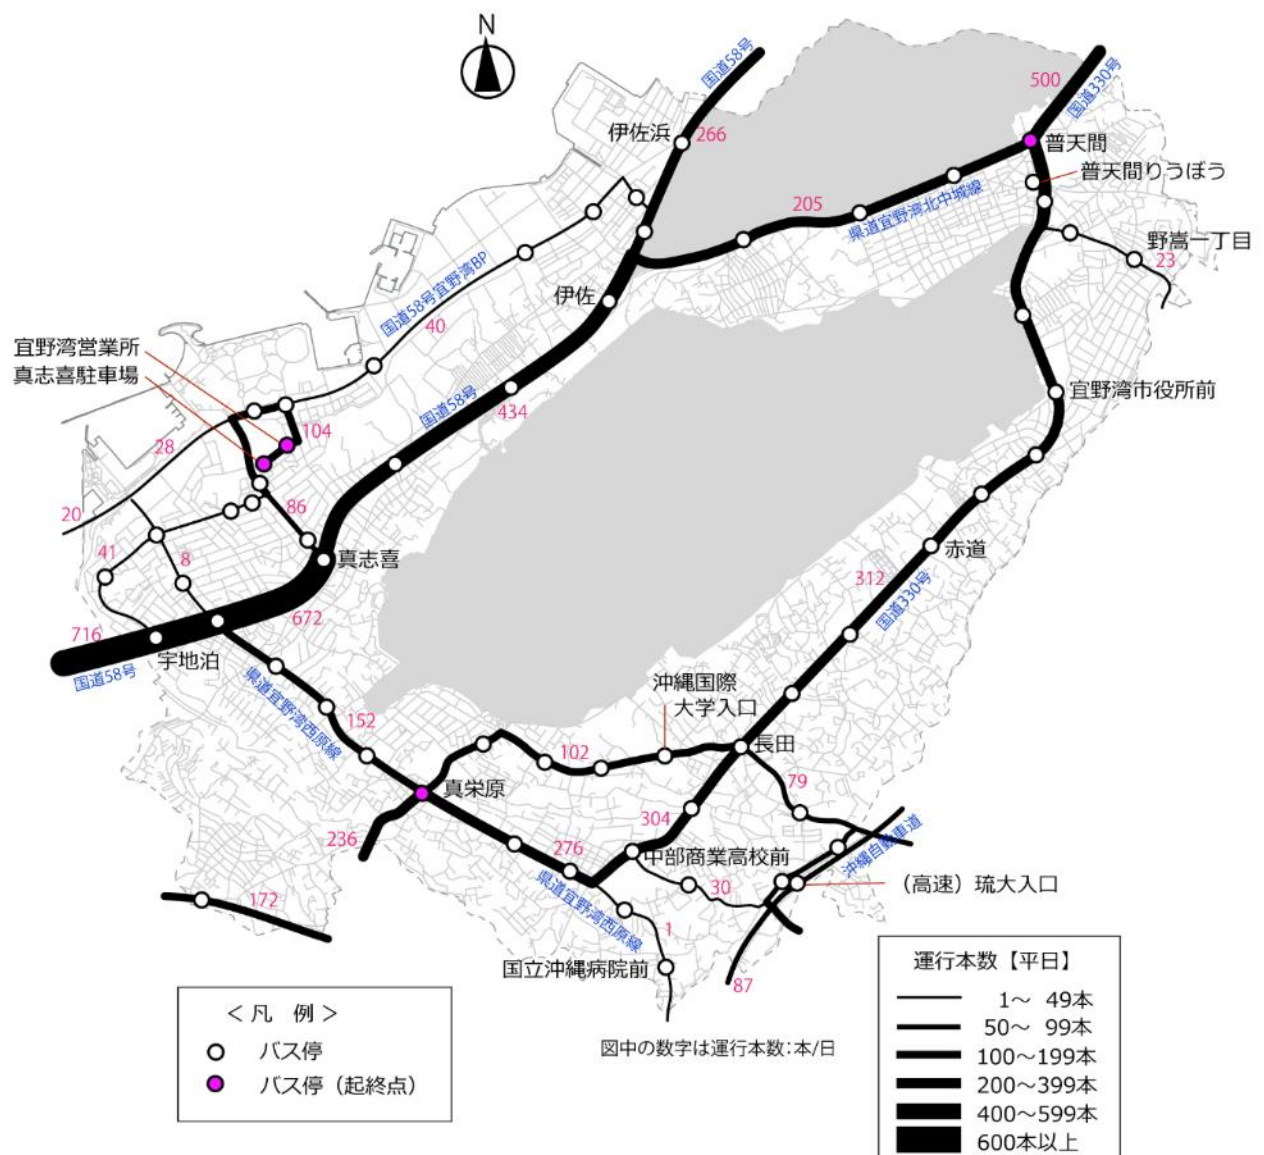 N
国道58号
500
国道330号
伊佐浜
266
普天間
普天間りうぼう
205
県道宜野湾北中城線
野嵩一丁目
23
国道58号宜野湾BP
伊佐
40
宜野湾営業所
真志喜駐車場
国道58号
434
宜野湾市役所前
104
28
20
86
41
8
真志喜
赤道
312
国道330号
672
716
宇地泊
国道58号
県道宜野湾西原線
沖縄国際
大学入口
152
102
長田
79
真栄原
236
304
276
中部商業高校前
沖縄自動車道
30
(高速)琉大入口
172
県道宜野湾西原線
1
国立沖縄病院前
87
運行本数【平日】
1～ 49本
50～ 99本
100～199本
200～399本
400～599本
600本以上
<凡 例>
バス停
バス停(起終点)
図中の数字は運行本数:本/日